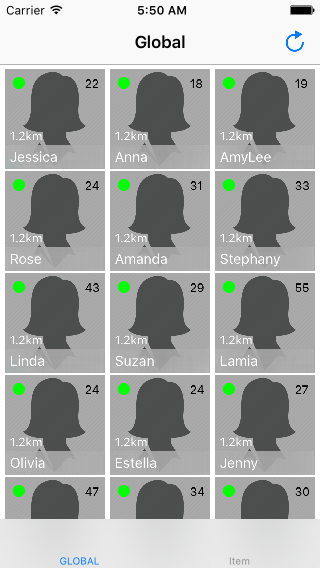 Carrier 5:50 AM
Global
22 18 19
1.2km 1.2km 1.2km
Jessica Anna AmyLee
24 31 33
1.2km 1.2km 1.2km
Rose Amanda Stephany
43 29 55
1.2km 1.2km 1.2km
Linda Suzan Lamia
24 24 27
1.2km 1.2km 1.2km
Olivia Estella Jenny
47 34 30
GLOBAL Item